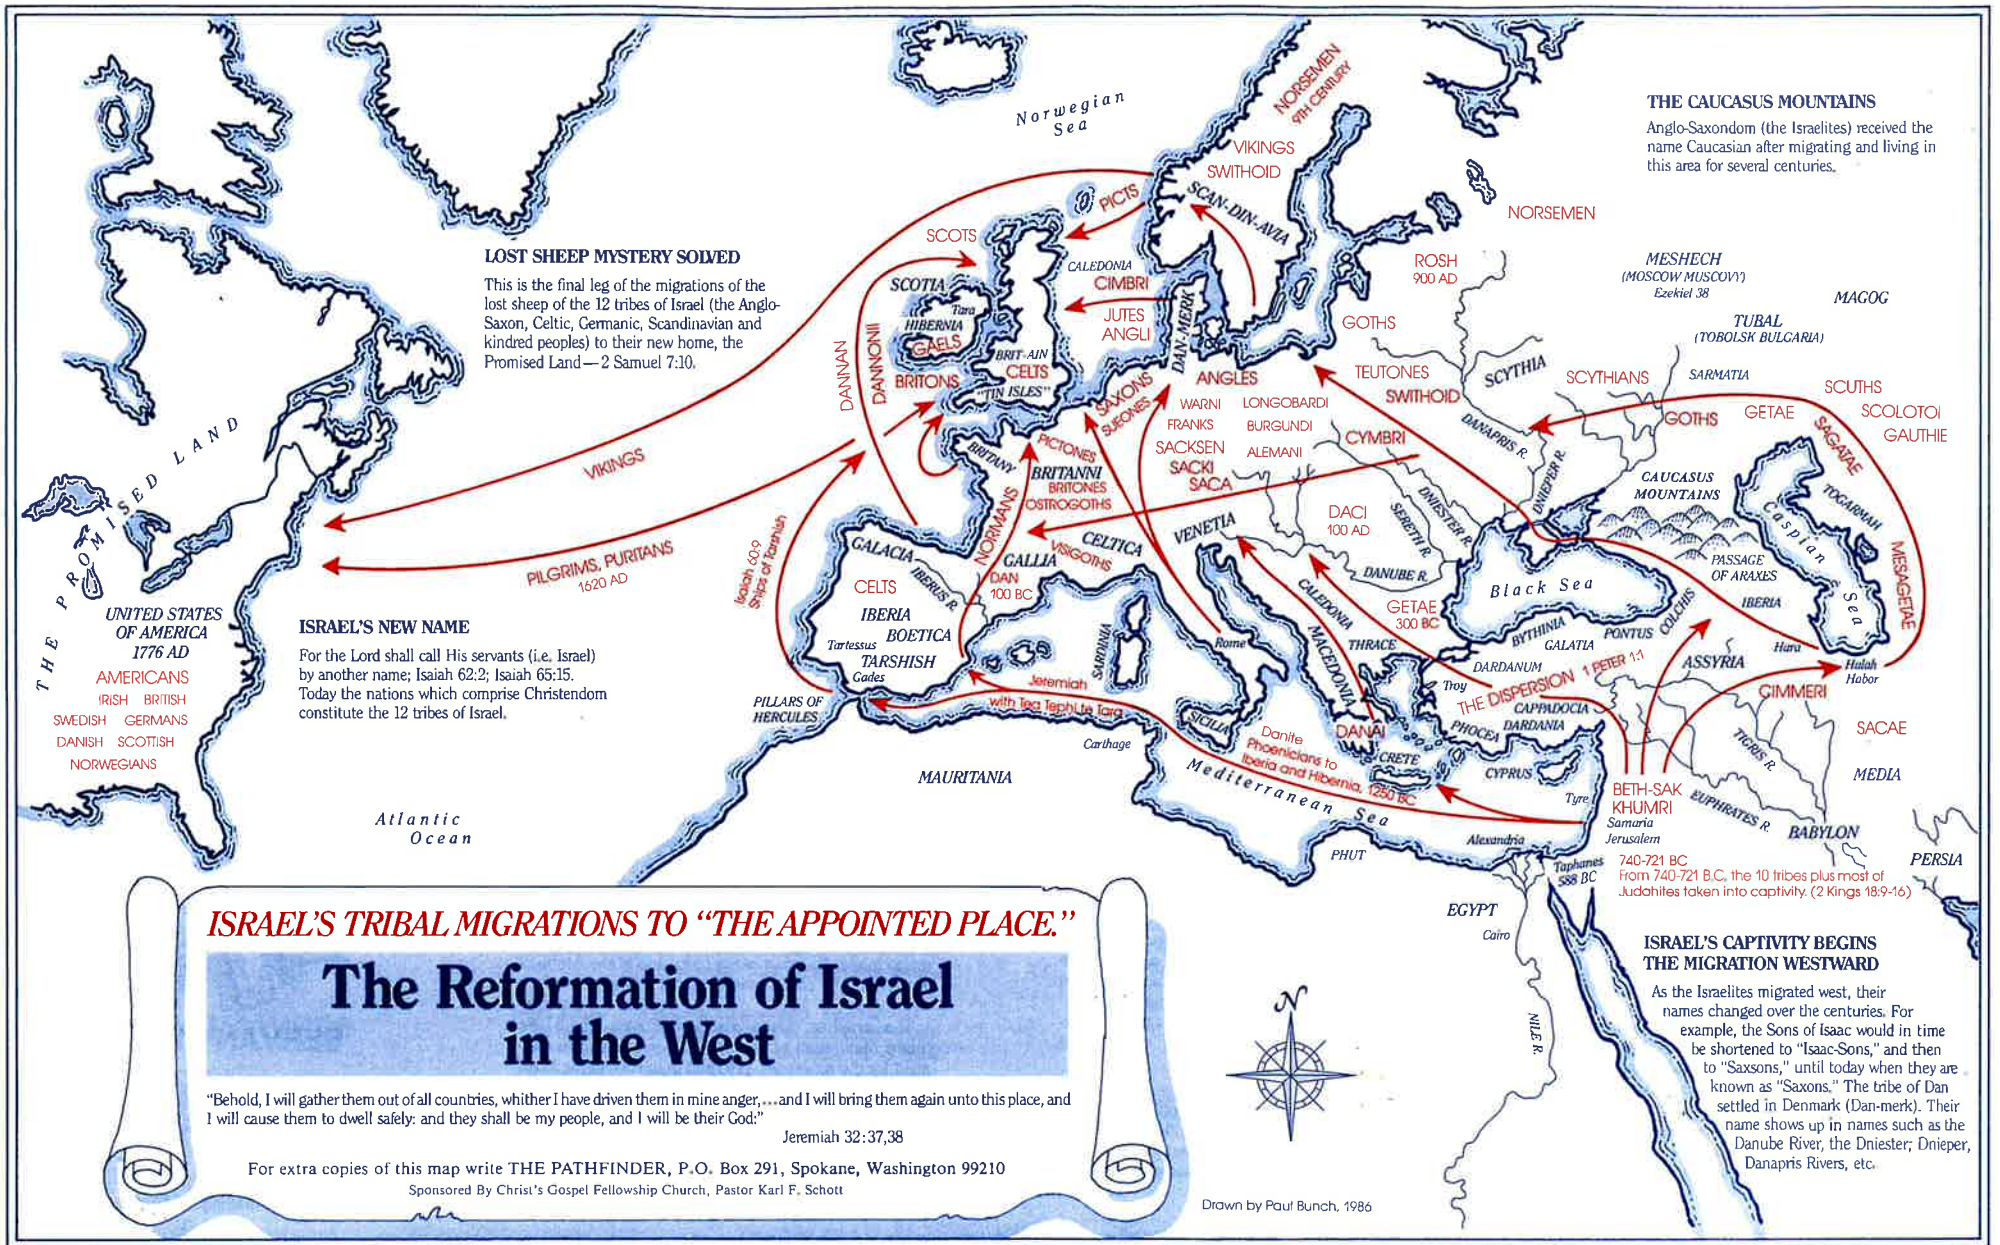 Norwegian
Sea
NORSEMEN
9TH CENTURY
VIKINGS
SWITHOID
SCAN-DIN-AVIA
PICTS
THE CAUCASUS MOUNTAINS
Anglo-Saxondom (the Israelites) received the
name Caucasian after migrating and living in
this area for several centuries.
NORSEMEN
LOST SHEEP MYSTERY SOLVED
This is the final leg of the migrations of the
lost sheep of the 12 tribes of Israel (the Anglo-
Saxon, Celtic, Germanic, Scandinavian and
kindred peoples) to their new home, the
Promised Land—2 Samuel 7:10.
SCOTS
SCOTIA
Tara
HIBERNIA
GAELS
CALEDONIA
CIMBRI
JUTES
ANGLI
DAN-MERK
BRIT-AIN
CELTS
"TIN ISLES"
BRITONS
DANNAN
DANNONII
ROSH
900 AD
MESHECH
(MOSCOW MUSCOVY)
Ezekiel 38
MAGOG
TUBAL
(TOBOLSK BULGARIA)
GOTHS
TEUTONES
SWITHOID
SCYTHIA
SCYTHIANS
SARMATIA
SCUTHS
SCOLOTOI
GAUTHIE
GETAE
GOTHS
SAGATAE
TOGARMAH
MESAGETAE
SAXONS
SUEONES
ANGLES
WARNI
LONGOBARDI
FRANKS
BURGUNDI
SACKSEN
ALEMANI
SACKI
SACA
CYMBRI
DANAPRIS R.
DNIEPER R.
DNIESTER R.
SERETH R.
DANUBE R.
DACI
100 AD
CAUCASUS
MOUNTAINS
PASSAGE
OF ARAXES
Caspian Sea
Black Sea
IBERIA
COLCHIS
Hara
Halah
Habor
BRITANY
PICTONES
BRITANNI
BRITONES
OSTROGOTHS
NORMANS
VISIGOTHS
CELTICA
GALLIA
DAN
100 BC
VENETIA
VIKINGS
PILGRIMS, PURITANS
1620 AD
Isaiah 60:9
Ships of Tarshish
THE PROMISED LAND
UNITED STATES
OF AMERICA
1776 AD
AMERICANS
IRISH BRITISH
SWEDISH GERMANS
DANISH SCOTTISH
NORWEGIANS
ISRAEL'S NEW NAME
For the Lord shall call His servants (i.e. Israel)
by another name; Isaiah 62:2; Isaiah 65:15.
Today the nations which comprise Christendom
constitute the 12 tribes of Israel.
GALACIA
CELTS
IBERUS R.
IBERIA
BOETICA
Tartessus
TARSHISH
Gades
PILLARS OF
HERCULES
SARDINIA
Rome
SICILIA
Jeremiah
with Tea Tephi to Tara
Carthage
MAURITANIA
Atlantic
Ocean
Mediterranean Sea
Danite
Phoenicians to
Iberia and Hibernia, 1250 BC
CALEDONIA
MACEDONIA
THRACE
GETAE
300 BC
DANAI
CRETE
BYTHINIA
GALATIA
PONTUS
DARDANUM
Troy
THE DISPERSION 1 PETER 1:1
CAPPADOCIA
PHOCEA
DARDANIA
CYPRUS
Tyre
ASSYRIA
CIMMERI
SACAE
MEDIA
TIGRIS R.
EUPHRATES R.
BABYLON
PERSIA
BETH-SAK
KHUMRI
Samaria
Jerusalem
740-721 BC
From 740-721 B.C. the 10 tribes plus most of
Judahites taken into captivity. (2 Kings 18:9-16)
Alexandria
PHUT
Taphanes
588 BC
EGYPT
Cairo
NILE R.
ISRAEL'S CAPTIVITY BEGINS
THE MIGRATION WESTWARD
As the Israelites migrated west, their
names changed over the centuries. For
example, the Sons of Isaac would in time
be shortened to "Isaac-Sons," and then
to "Saxsons," until today when they are
known as "Saxons." The tribe of Dan
settled in Denmark (Dan-merk). Their
name shows up in names such as the
Danube River, the Dniester; Dnieper,
Danapris Rivers, etc.
ISRAEL'S TRIBAL MIGRATIONS TO "THE APPOINTED PLACE."
The Reformation of Israel
in the West
"Behold, I will gather them out of all countries, whither I have driven them in mine anger,...and I will bring them again unto this place, and
I will cause them to dwell safely: and they shall be my people, and I will be their God:"
Jeremiah 32:37,38
For extra copies of this map write THE PATHFINDER, P.O. Box 291, Spokane, Washington 99210
Sponsored By Christ's Gospel Fellowship Church, Pastor Karl F. Schott
N
Drawn by Paul Bunch, 1986